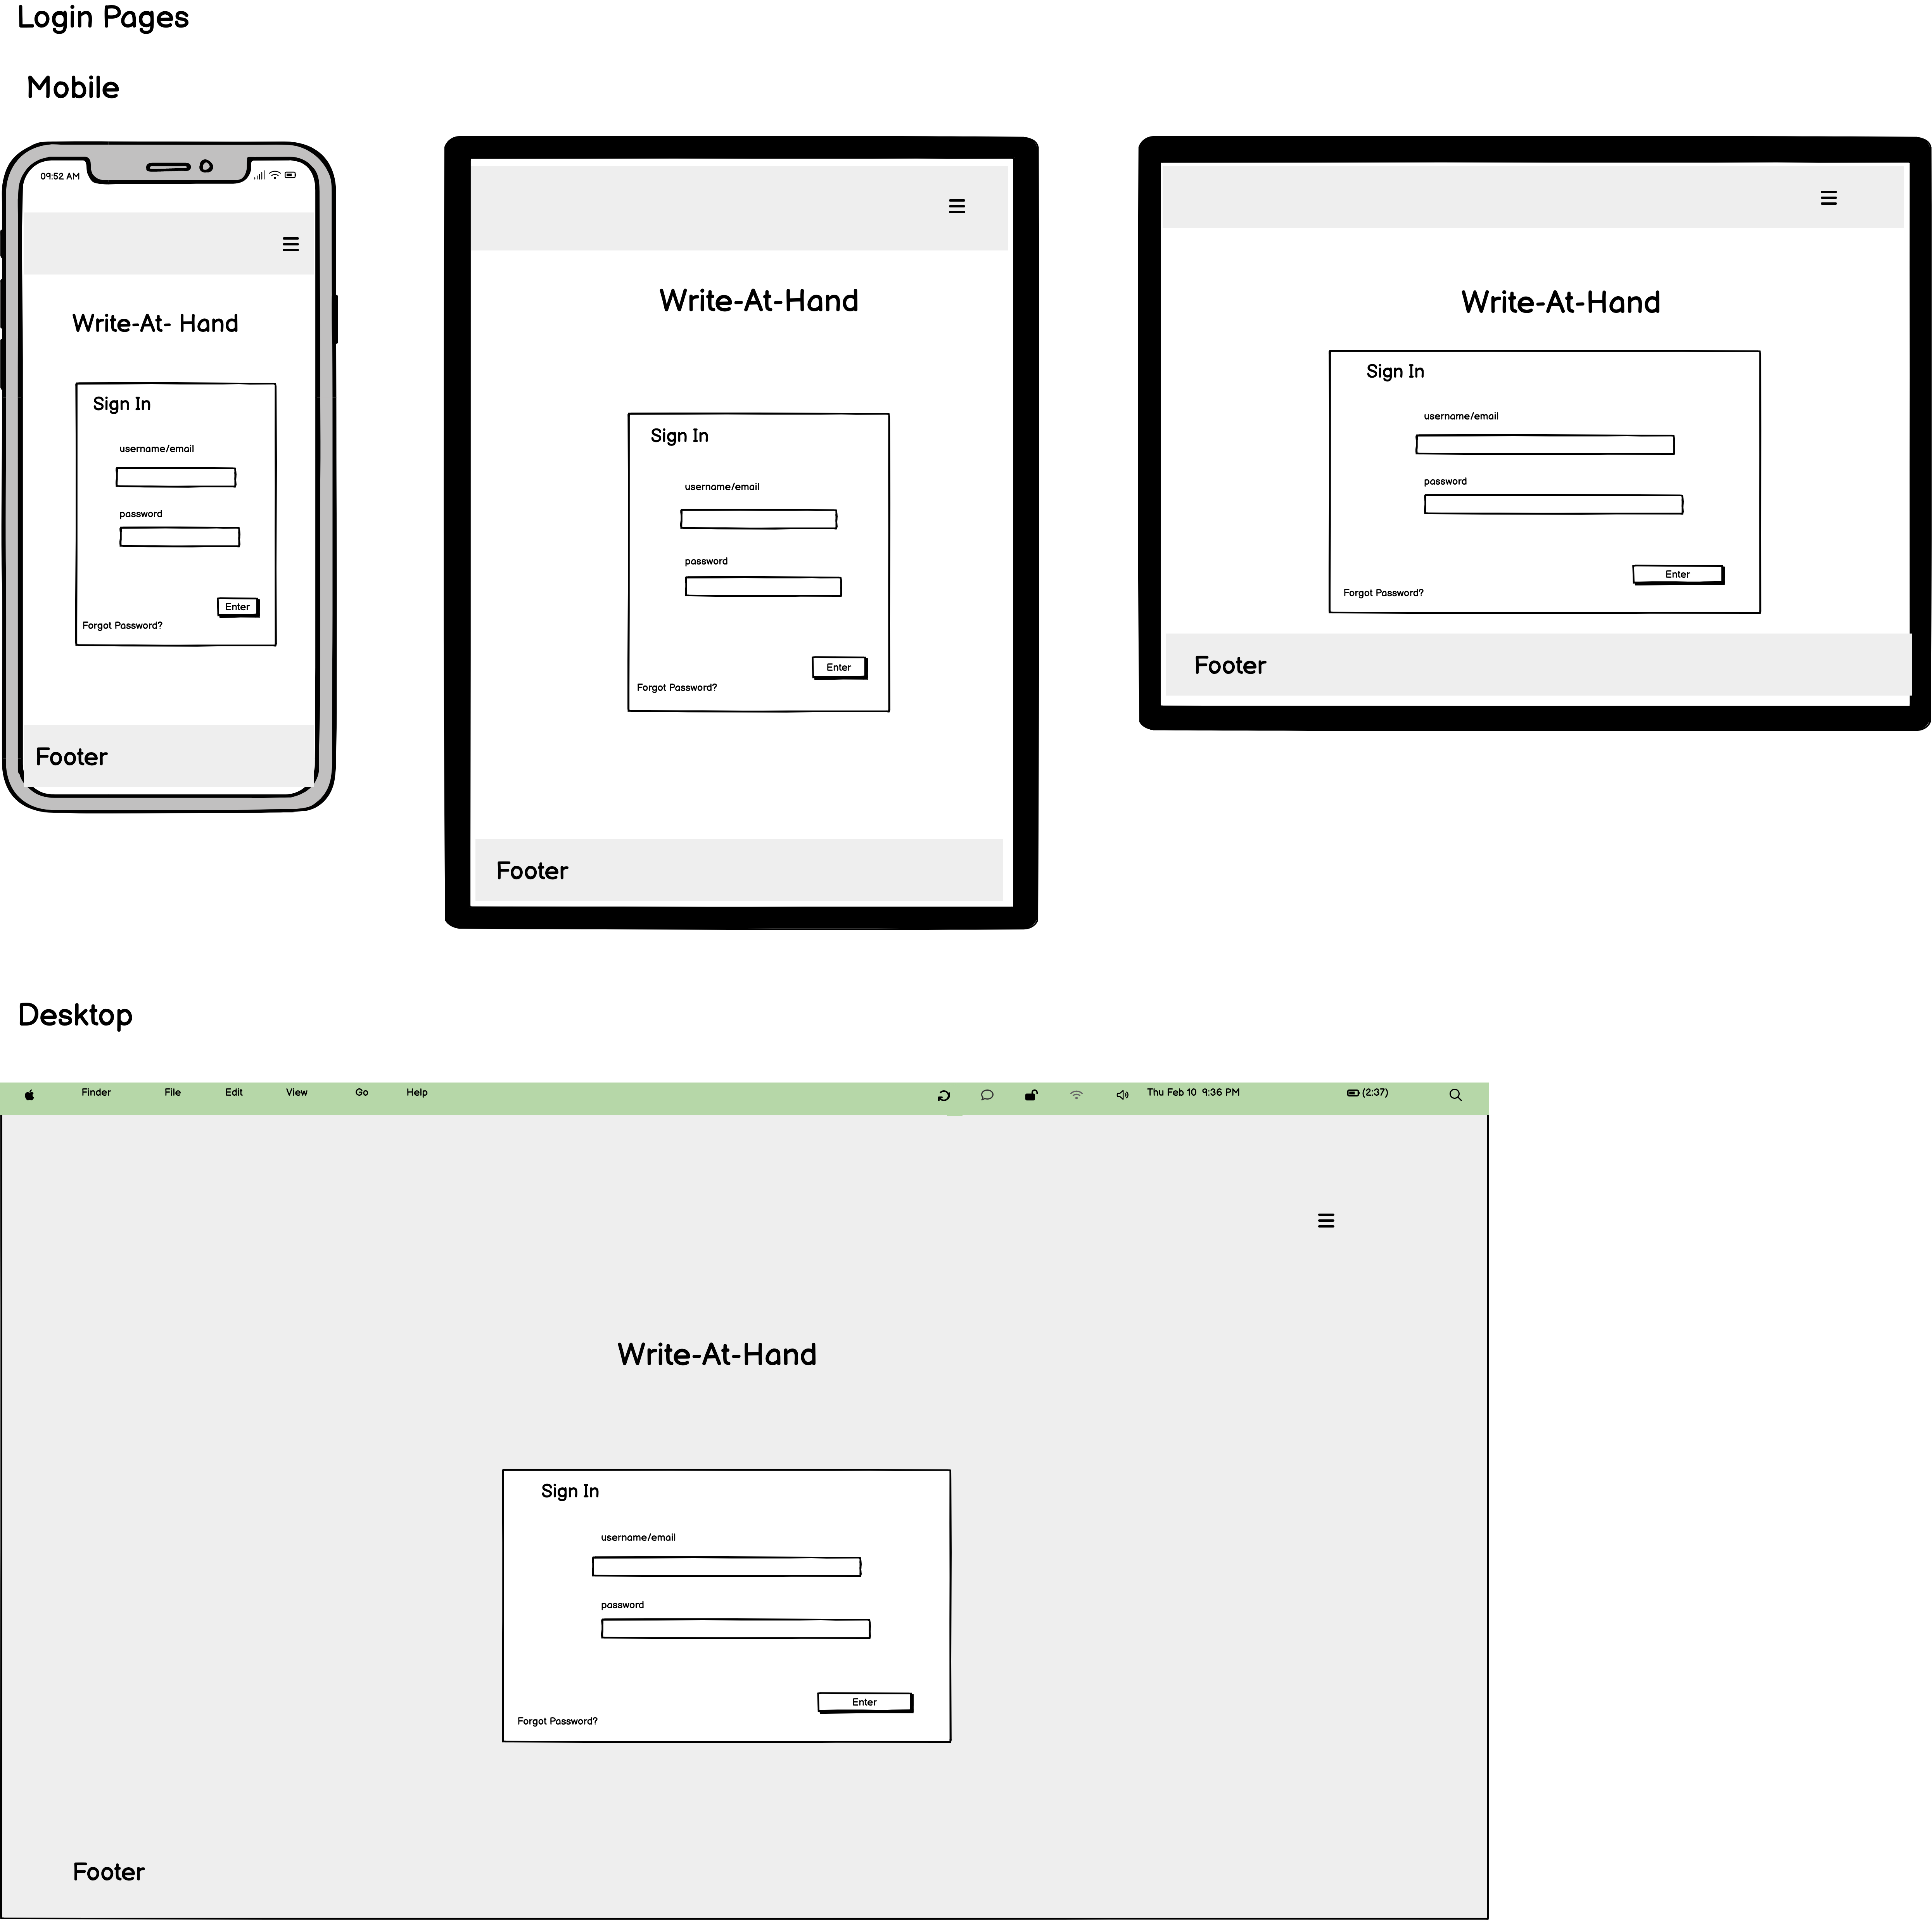 Login Pages
Mobile
09:52 AM
Write-At- Hand
Sign In
username/email
password
Enter
Forgot Password?
Footer
Write-At-Hand
Sign In
username/email
password
Enter
Forgot Password?
Footer
Write-At-Hand
Sign In
username/email
password
Enter
Forgot Password?
Footer
Desktop
Finder File Edit View Go Help Thu Feb 10 9:36 PM (2:37)
Write-At-Hand
Sign In
username/email
password
Enter
Forgot Password?
Footer